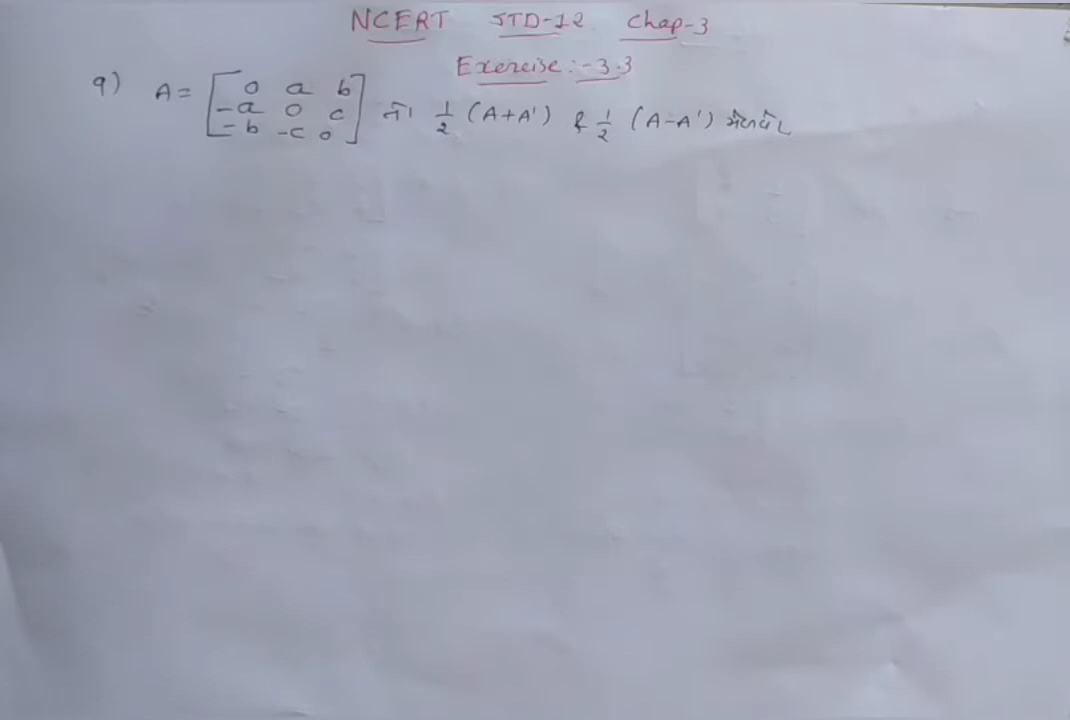 NCERT STD-12 Chap-3
Exercise :- 3.3
9) A = [ 0 a b
-a 0 c
-b -c 0 ] તો 1/2 (A+A') & 1/2 (A-A') મેળવો